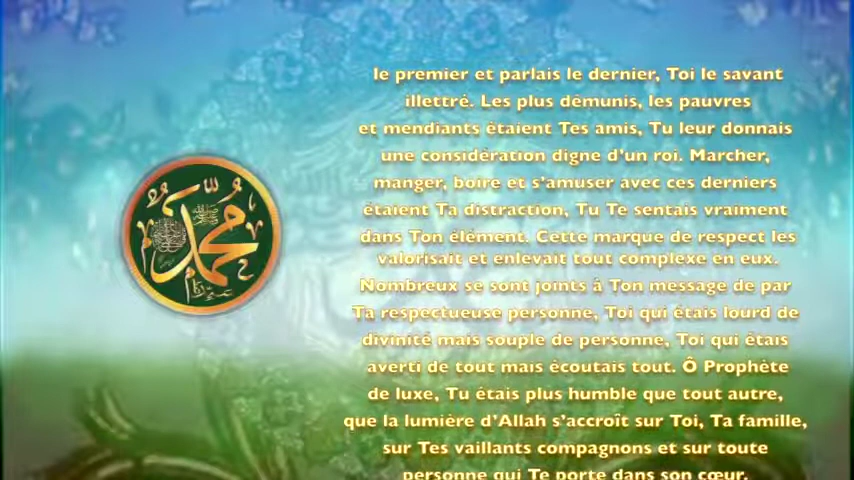 le premier et parlais le dernier, Toi le savant
illettré. Les plus démunis, les pauvres
et mendiants étaient Tes amis, Tu leur donnais
une considération digne d'un roi. Marcher,
manger, boire et s'amuser avec ces derniers
étaient Ta distraction, Tu Te sentais vraiment
dans Ton élément. Cette marque de respect les
valorisait et enlevait tout complexe en eux.
Nombreux se sont joints á Ton message de par
Ta respectueuse personne, Toi qui étais lourd de
divinité mais souple de personne, Toi qui étais
averti de tout mais écoutais tout. Ô Prophète
de luxe, Tu étais plus humble que tout autre,
que la lumière d'Allah s'accroît sur Toi, Ta famille,
sur Tes vaillants compagnons et sur toute
personne qui Te porte dans son cœur.
محمد